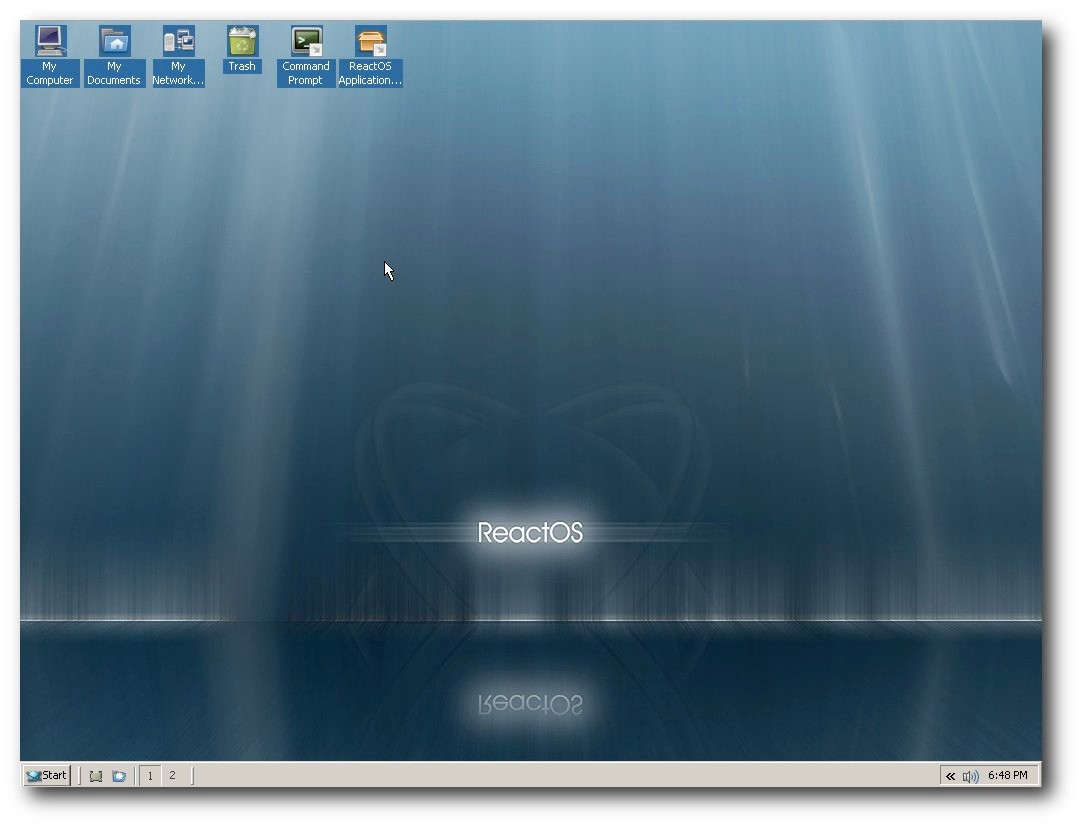 My
Computer
My
Documents
My
Network...
Trash
Command
Prompt
ReactOS
Application...
ReactOS
ReactOS
Start
1
2
6:48 PM